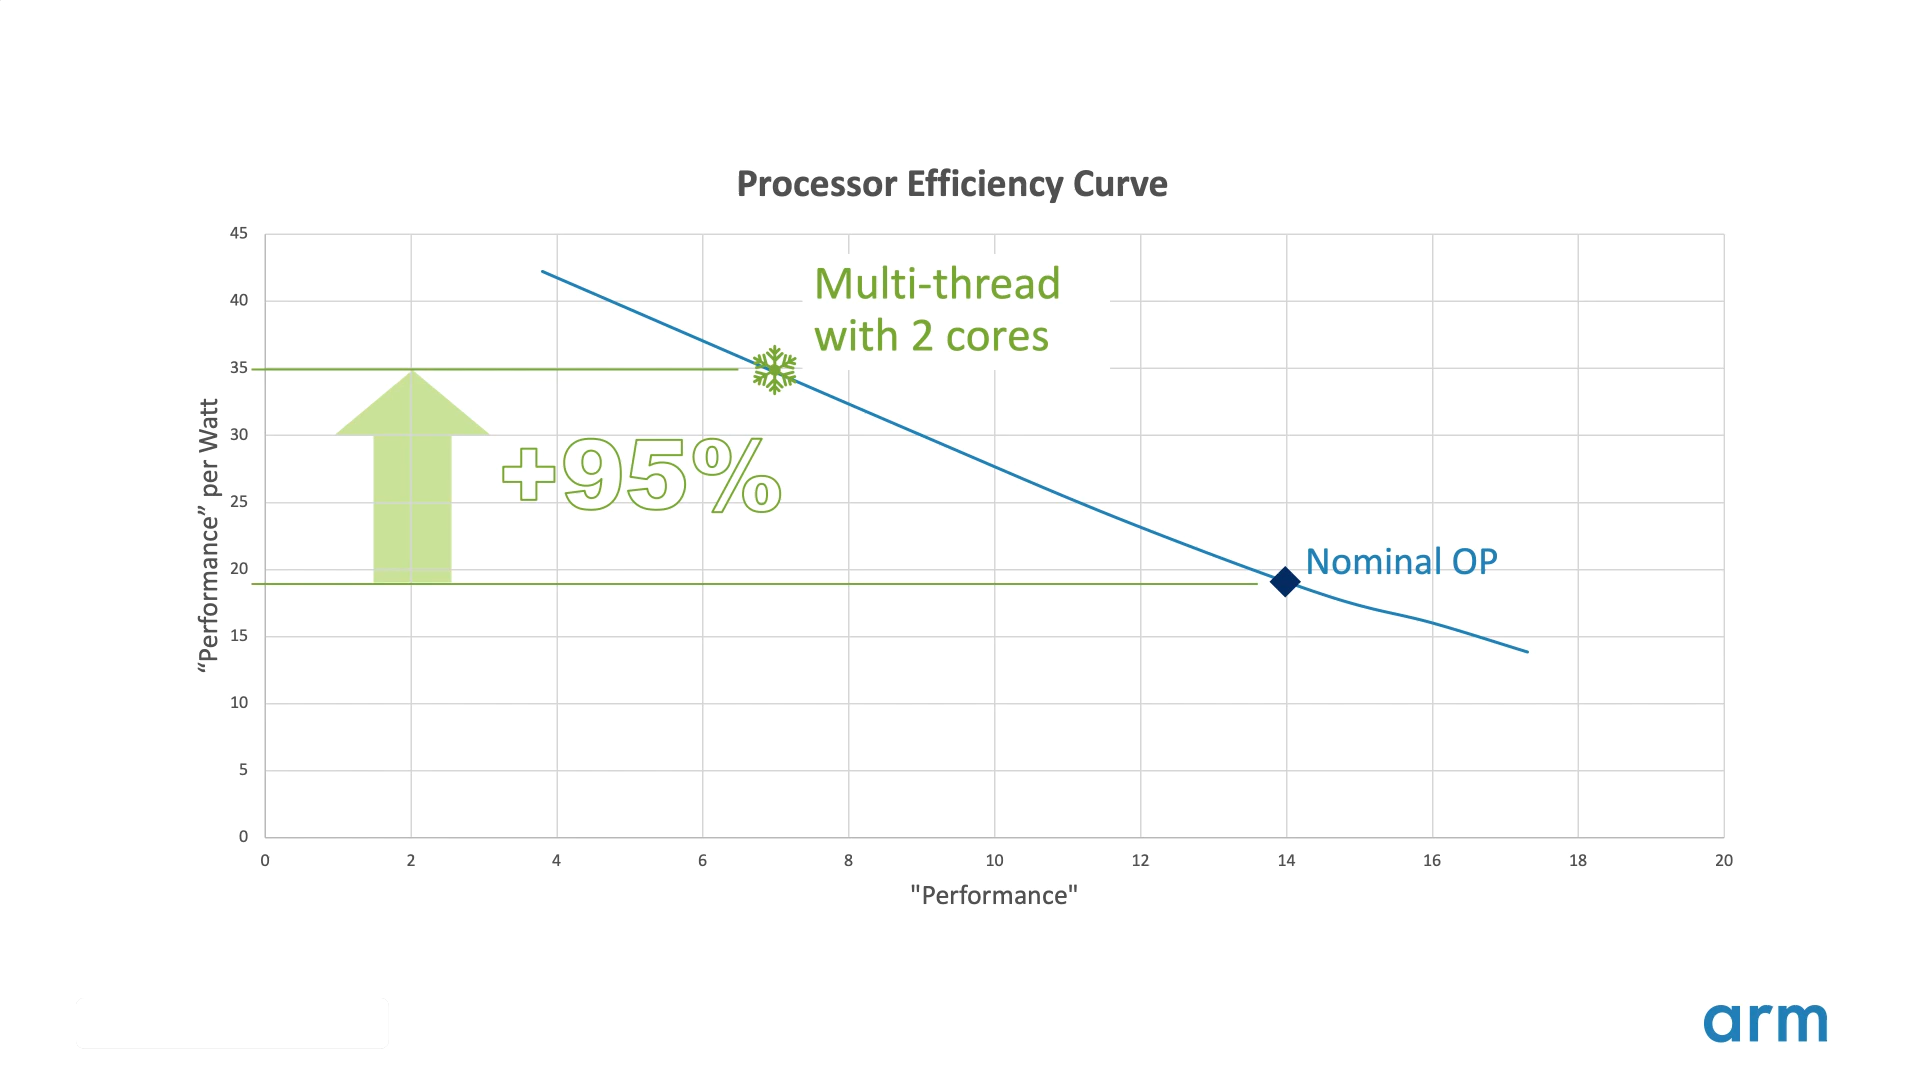 Processor Efficiency Curve
45
40
35
30
25
20
15
10
5
0
“Performance” per Watt
Multi-thread
with 2 cores
+95%
Nominal OP
0 2 4 6 8 10 12 14 16 18 20
"Performance"
arm